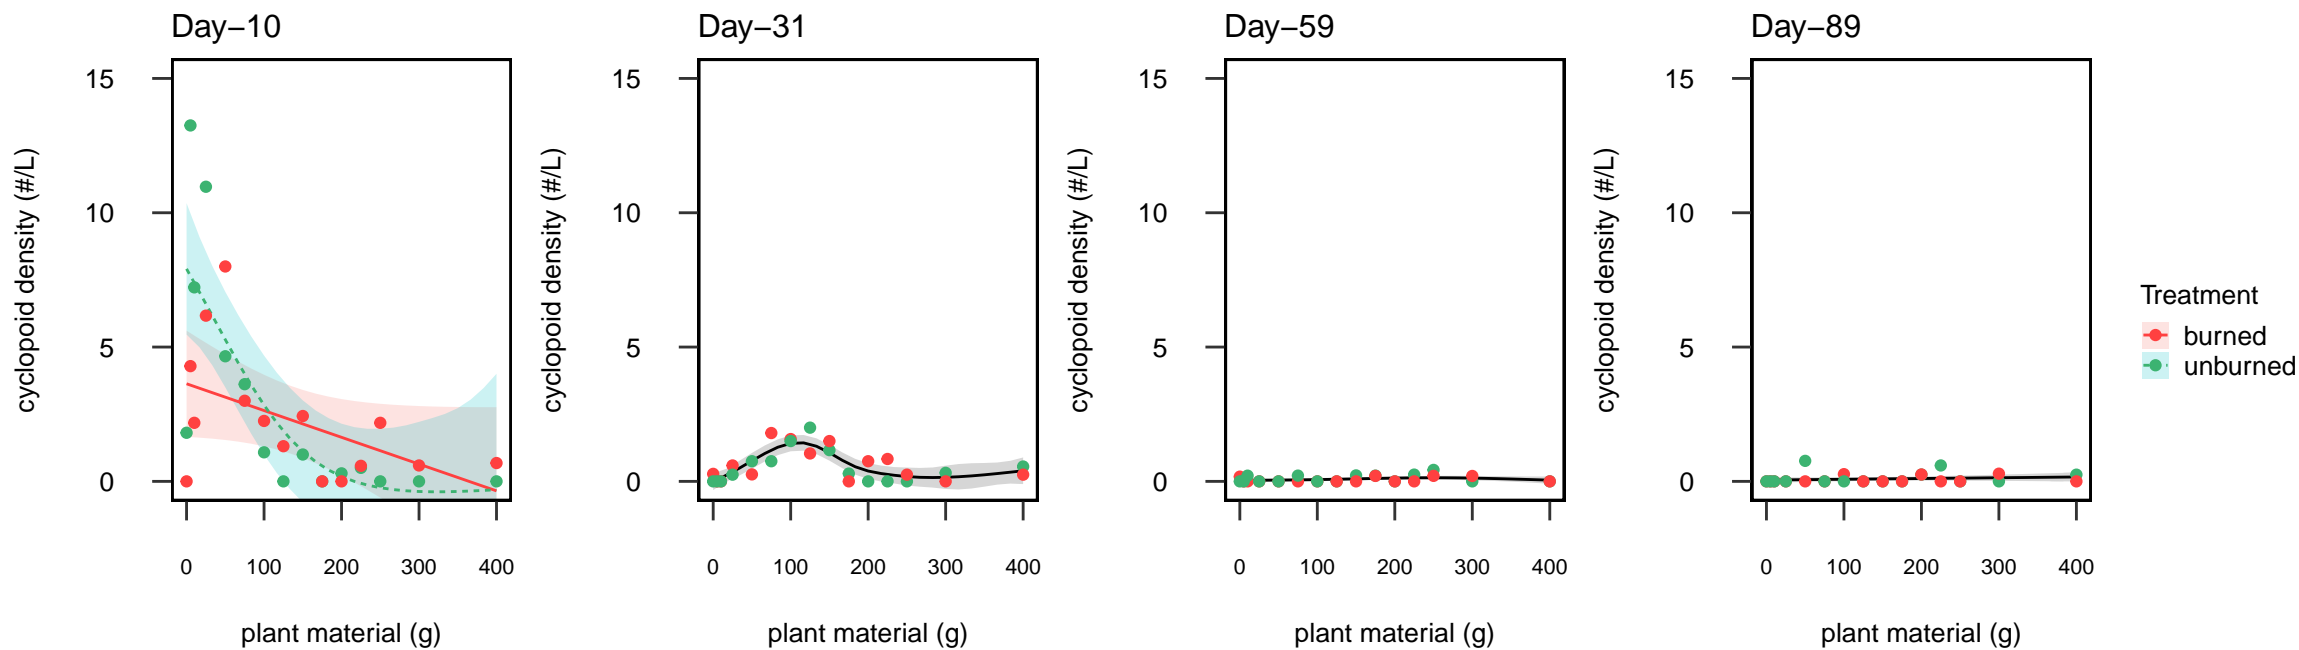 Day–10
15
10
5
0
cyclopoid density (#/L)
0 100 200 300 400
plant material (g)
Day–31
15
10
5
0
cyclopoid density (#/L)
0 100 200 300 400
plant material (g)
Day–59
15
10
5
0
cyclopoid density (#/L)
0 100 200 300 400
plant material (g)
Day–89
15
10
5
0
cyclopoid density (#/L)
0 100 200 300 400
plant material (g)
Treatment
burned
unburned